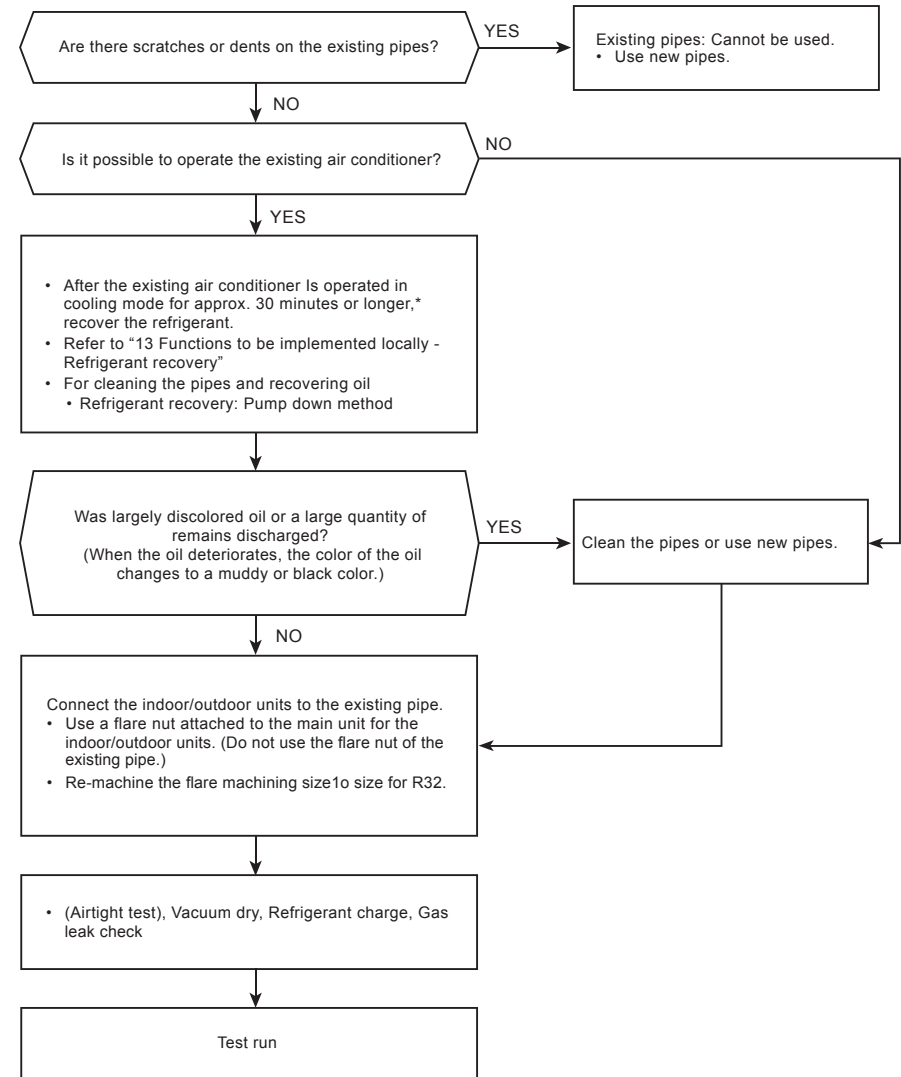 Are there scratches or dents on the existing pipes?
YES
Existing pipes: Cannot be used.
• Use new pipes.
NO
Is it possible to operate the existing air conditioner?
NO
YES
• After the existing air conditioner Is operated in
cooling mode for approx. 30 minutes or longer,*
recover the refrigerant.
• Refer to “13 Functions to be implemented locally -
Refrigerant recovery”
• For cleaning the pipes and recovering oil
• Refrigerant recovery: Pump down method
Was largely discolored oil or a large quantity of
remains discharged?
(When the oil deteriorates, the color of the oil
changes to a muddy or black color.)
YES
Clean the pipes or use new pipes.
NO
Connect the indoor/outdoor units to the existing pipe.
• Use a flare nut attached to the main unit for the
indoor/outdoor units. (Do not use the flare nut of the
existing pipe.)
• Re-machine the flare machining size1o size for R32.
• (Airtight test), Vacuum dry, Refrigerant charge, Gas
leak check
Test run